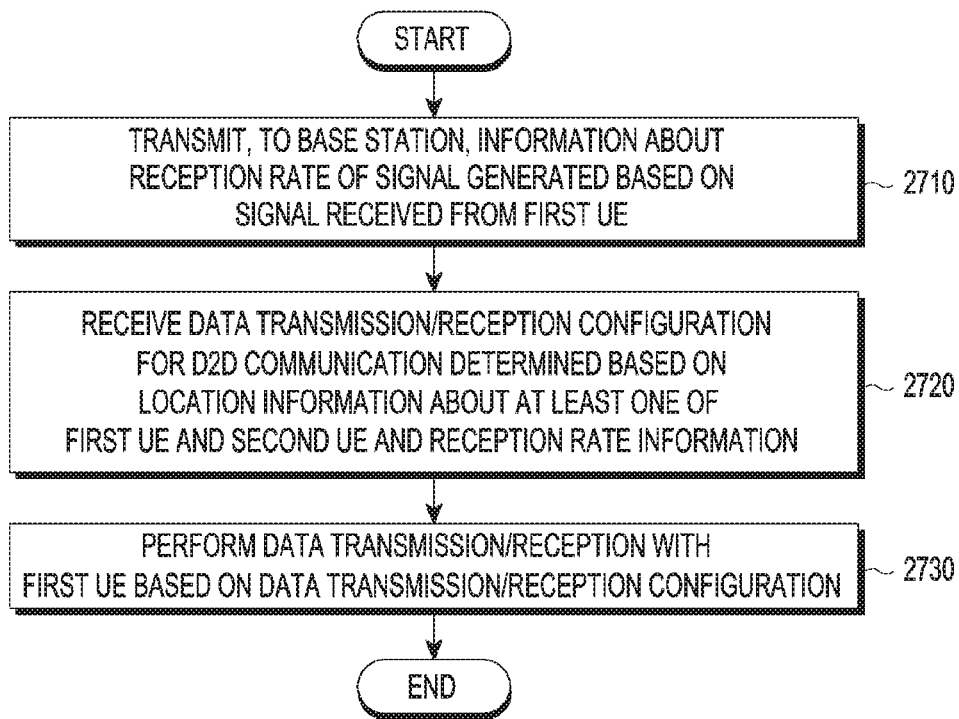 START
TRANSMIT, TO BASE STATION, INFORMATION ABOUT
RECEPTION RATE OF SIGNAL GENERATED BASED ON
SIGNAL RECEIVED FROM FIRST UE
2710
RECEIVE DATA TRANSMISSION/RECEPTION CONFIGURATION
FOR D2D COMMUNICATION DETERMINED BASED ON
LOCATION INFORMATION ABOUT AT LEAST ONE OF
FIRST UE AND SECOND UE AND RECEPTION RATE INFORMATION
2720
PERFORM DATA TRANSMISSION/RECEPTION WITH
FIRST UE BASED ON DATA TRANSMISSION/RECEPTION CONFIGURATION
2730
END